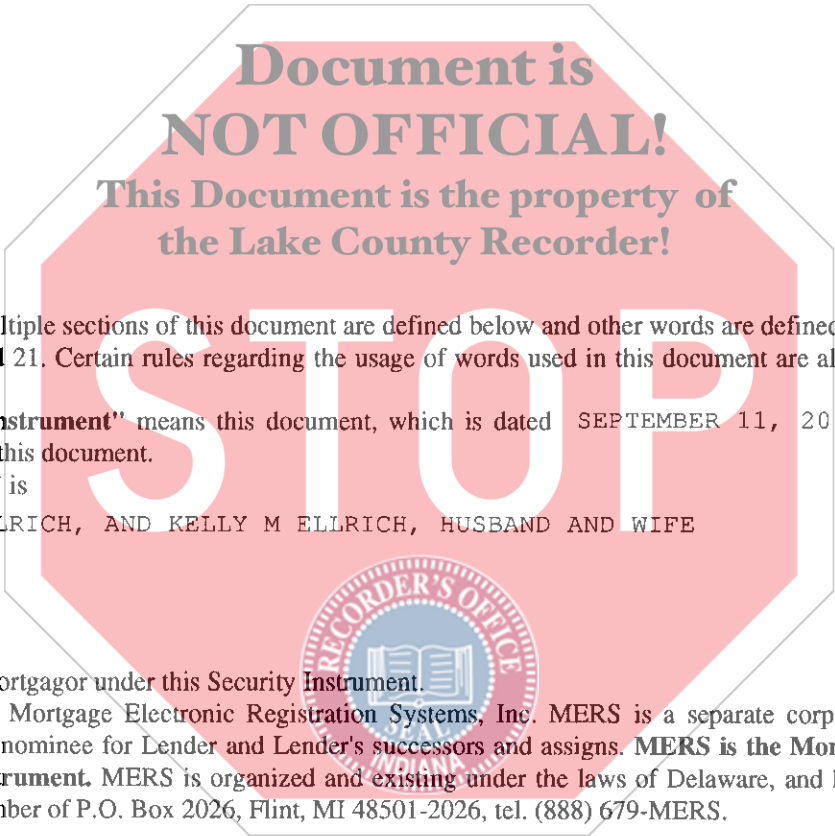 Document is
NOT OFFICIAL!
This Document is the property of
the Lake County Recorder!
ltiple sections of this document are defined below and other words are defined
21. Certain rules regarding the usage of words used in this document are al
nstrument" means this document, which is dated SEPTEMBER 11, 20
this document.
is
LRICH, AND KELLY M ELLRICH, HUSBAND AND WIFE
STOP
RECORDER'S OFFICE
SEAL
INDIANA
ortgagor under this Security Instrument.
Mortgage Electronic Registration Systems, Inc. MERS is a separate corp
nominee for Lender and Lender's successors and assigns. MERS is the Mor
trument. MERS is organized and existing under the laws of Delaware, and
nber of P.O. Box 2026, Flint, MI 48501-2026, tel. (888) 679-MERS.